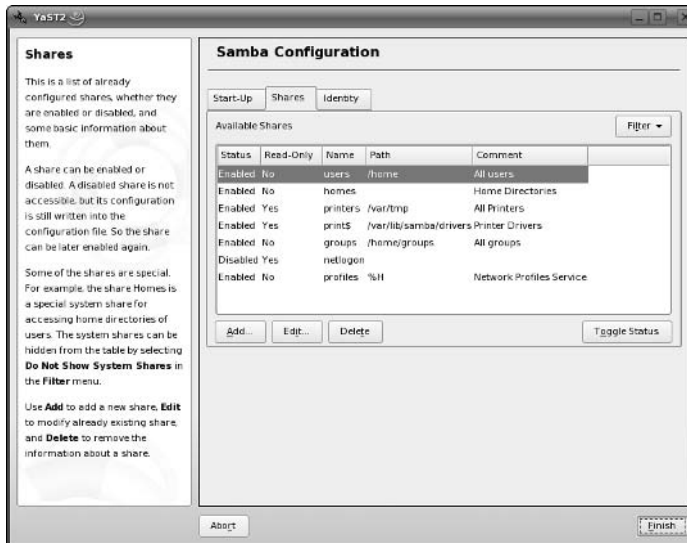 YaST2
Shares
This is a list of already
configured shares, whether they
are enabled or disabled, and
some basic information about
them.
A share can be enabled or
disabled. A disabled share is not
accessible, but its configuration
is still written into the
configuration file. So the share
can be later enabled again.
Some of the shares are special.
For example, the share Homes is
a special system share for
accessing home directories of
users. The system shares can be
hidden from the table by selecting
Do Not Show System Shares in
the Filter menu.
Use Add to add a new share, Edit
to modify already existing share,
and Delete to remove the
information about a share.
Samba Configuration
Start-Up Shares Identity
Available Shares Filter
Status Read-Only Name Path Comment
Enabled No users /home All users
Enabled No homes Home Directories
Enabled Yes printers /var/tmp All Printers
Enabled Yes print$ /var/lib/samba/drivers Printer Drivers
Enabled No groups /home/groups All groups
Disabled Yes netlogon
Enabled No profiles %H Network Profiles Service
Add... Edit... Delete Toggle Status
Abort Finish